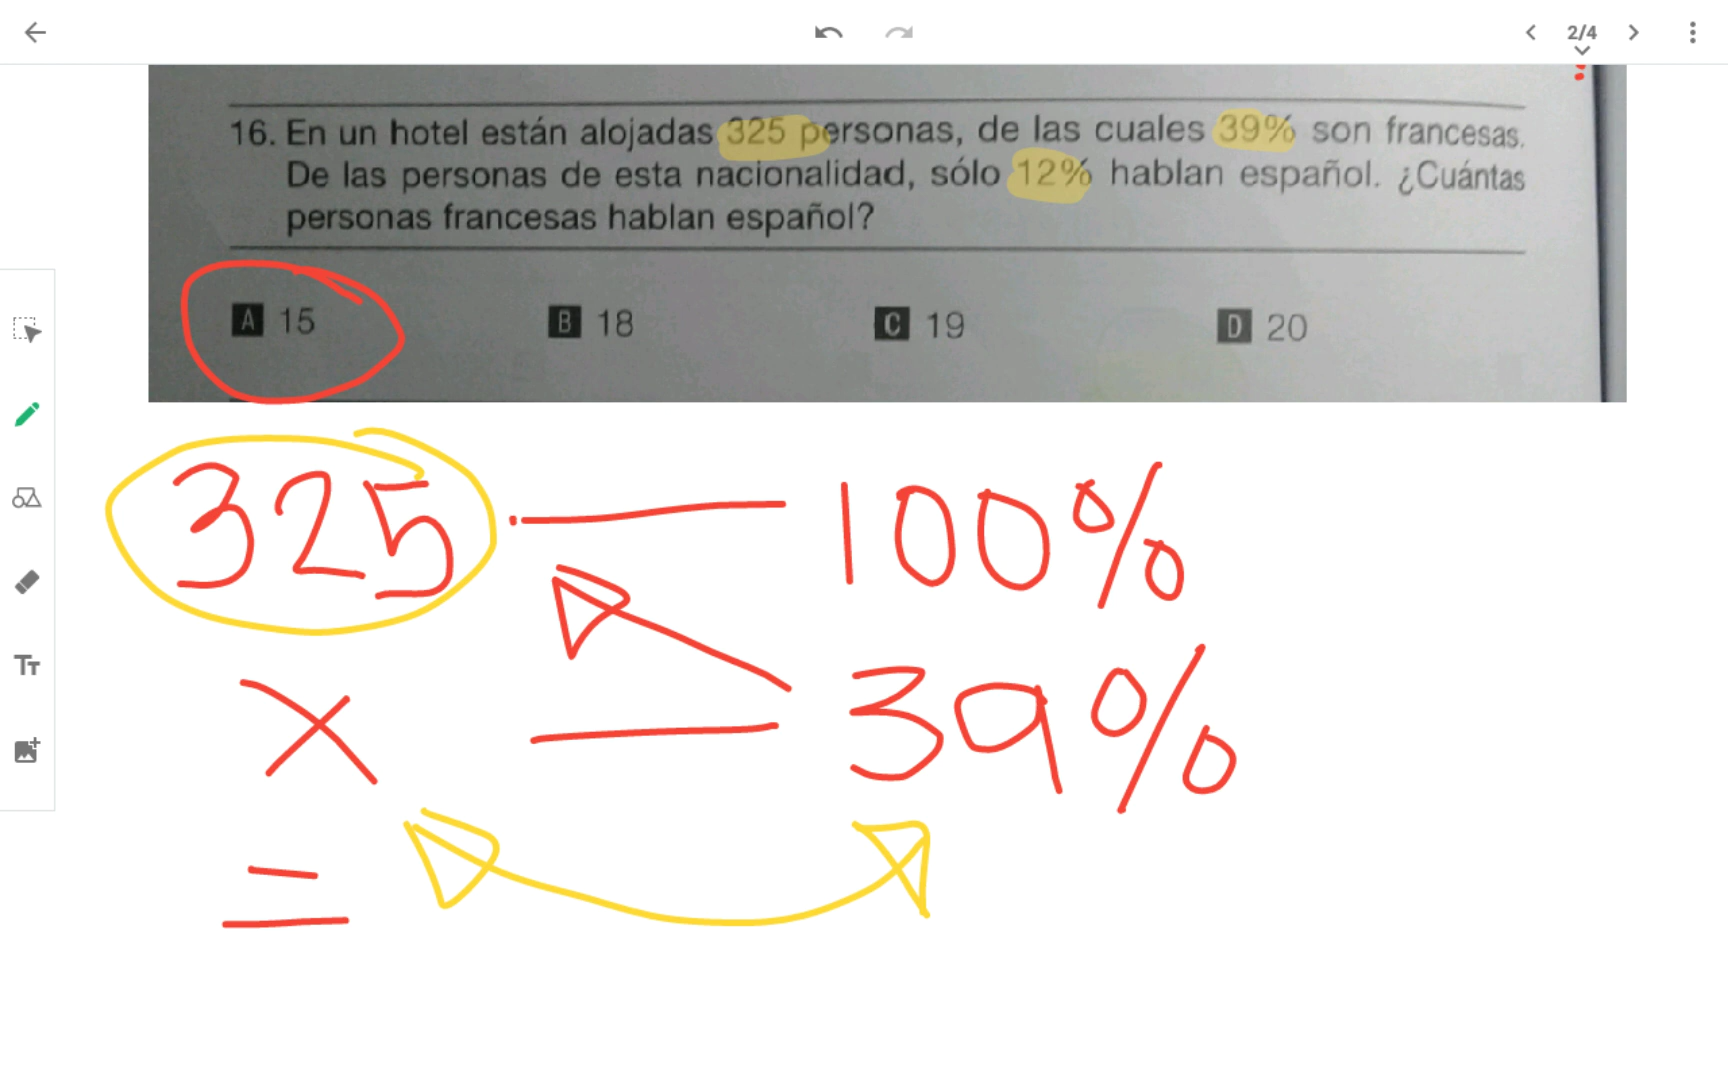 2/4
16. En un hotel están alojadas 325 personas, de las cuales 39% son francesas.
De las personas de esta nacionalidad, sólo 12% hablan español. ¿Cuántas
personas francesas hablan español?
A 15 B 18 C 19 D 20
Tт
325 — 100%
x — 39%
=